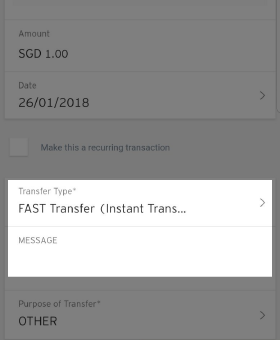 Amount
SGD 1.00
Date
26/01/2018
Make this a recurring transaction
Transfer Type*
FAST Transfer (Instant Trans...
MESSAGE
Purpose of Transfer*
OTHER